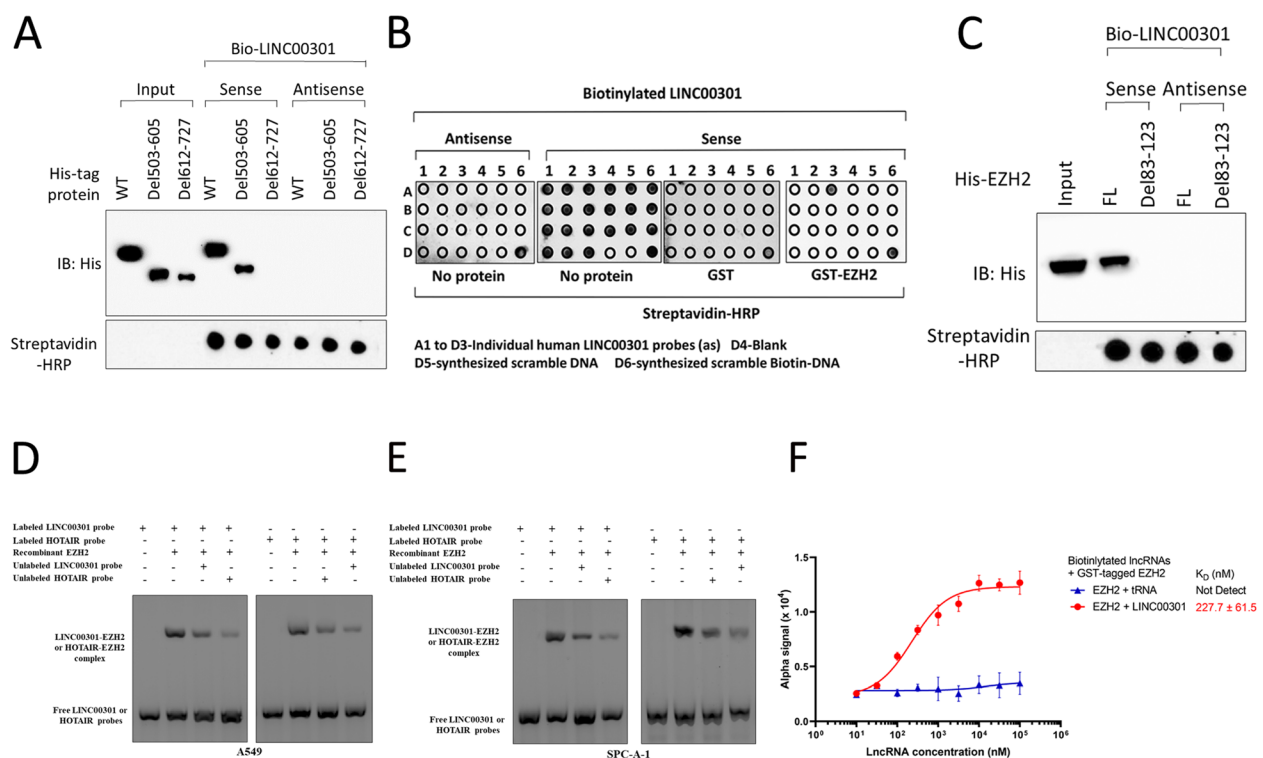 A
Bio-LINC00301
Input Sense Antisense
His-tag protein
WT Del503-605 Del612-727 WT Del503-605 Del612-727 WT Del503-605 Del612-727
IB: His
Streptavidin
-HRP
B
Biotinylated LINC00301
Antisense Sense
1 2 3 4 5 6 1 2 3 4 5 6 1 2 3 4 5 6 1 2 3 4 5 6
A
B
C
D
No protein No protein GST GST-EZH2
Streptavidin-HRP
A1 to D3-Individual human LINC00301 probes (as) D4-Blank
D5-synthesized scramble DNA D6-synthesized scramble Biotin-DNA
C
Bio-LINC00301
Sense Antisense
His-EZH2
Input FL Del83-123 FL Del83-123
IB: His
Streptavidin
-HRP
D
Labeled LINC00301 probe + + + + - - - -
Labeled HOTAIR probe - - - - + + + +
Recombinant EZH2 - + + + - + + +
Unlabeled LINC00301 probe - - + - - - - +
Unlabeled HOTAIR probe - - - + - - + -
LINC00301-EZH2
or HOTAIR-EZH2
complex
Free LINC00301 or
HOTAIR probes
A549
E
Labeled LINC00301 probe + + + + - - - -
Labeled HOTAIR probe - - - - + + + +
Recombinant EZH2 - + + + - + + +
Unlabeled LINC00301 probe - - + - - - - +
Unlabeled HOTAIR probe - - - + - - + -
LINC00301-EZH2
or HOTAIR-EZH2
complex
Free LINC00301 or
HOTAIR probes
SPC-A-1
F
Alpha signal (x 10⁴)
1.5
1.0
0.5
0.0
10⁰ 10¹ 10² 10³ 10⁴ 10⁵ 10⁶
LncRNA concentration (nM)
Biotinlytated lncRNAs
+ GST-tagged EZH2 K_D (nM)
EZH2 + tRNA Not Detect
EZH2 + LINC00301 227.7 ± 61.5